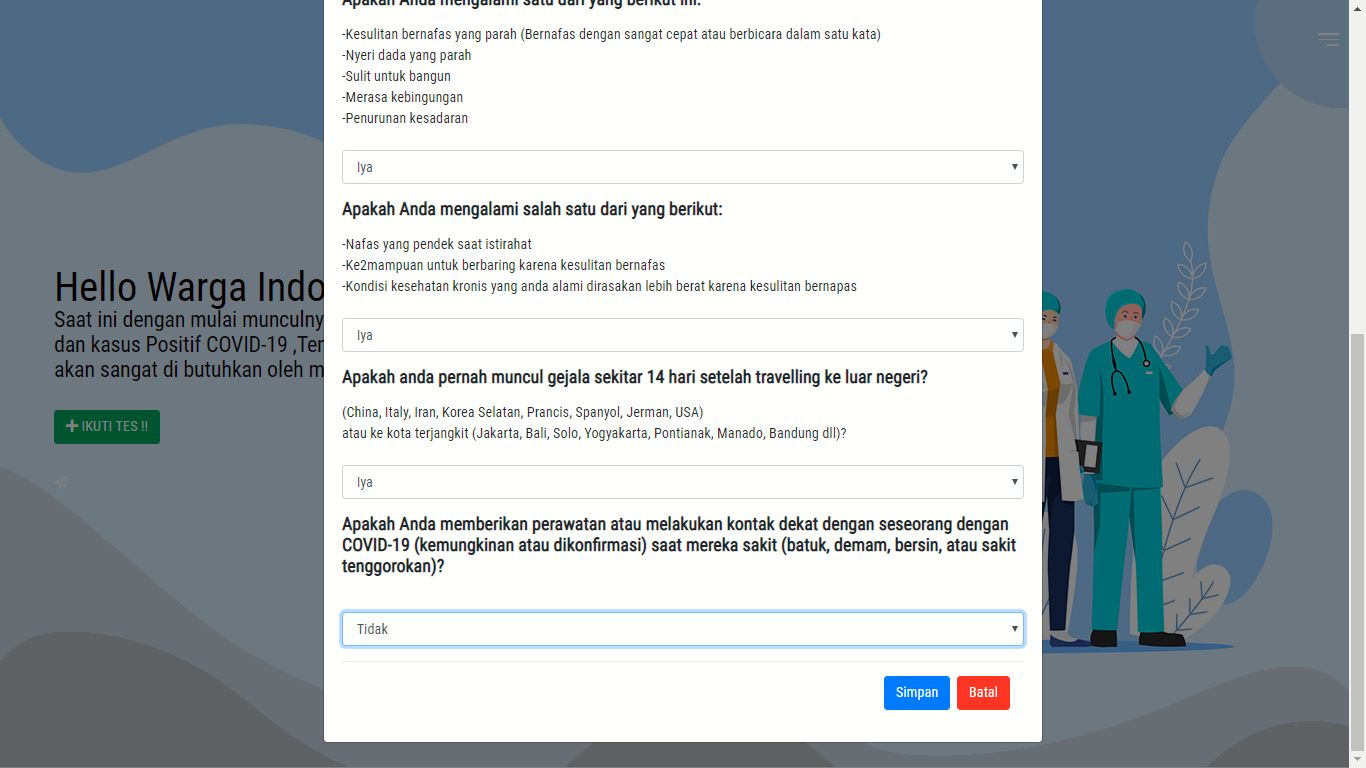 Apakah Anda mengalami satu dari yang berikut ini:
-Kesulitan bernafas yang parah (Bernafas dengan sangat cepat atau berbicara dalam satu kata)
-Nyeri dada yang parah
-Sulit untuk bangun
-Merasa kebingungan
-Penurunan kesadaran
Iya
Apakah Anda mengalami salah satu dari yang berikut:
-Nafas yang pendek saat istirahat
-Ke2mampuan untuk berbaring karena kesulitan bernafas
-Kondisi kesehatan kronis yang anda alami dirasakan lebih berat karena kesulitan bernapas
Iya
Apakah anda pernah muncul gejala sekitar 14 hari setelah travelling ke luar negeri?
(China, Italy, Iran, Korea Selatan, Prancis, Spanyol, Jerman, USA)
atau ke kota terjangkit (Jakarta, Bali, Solo, Yogyakarta, Pontianak, Manado, Bandung dll)?
Iya
Apakah Anda memberikan perawatan atau melakukan kontak dekat dengan seseorang dengan
COVID-19 (kemungkinan atau dikonfirmasi) saat mereka sakit (batuk, demam, bersin, atau sakit
tenggorokan)?
Tidak
Simpan
Batal
Hello Warga Indo
Saat ini dengan mulai munculny
dan kasus Positif COVID-19 ,Ten
akan sangat di butuhkan oleh m
IKUTI TES !!